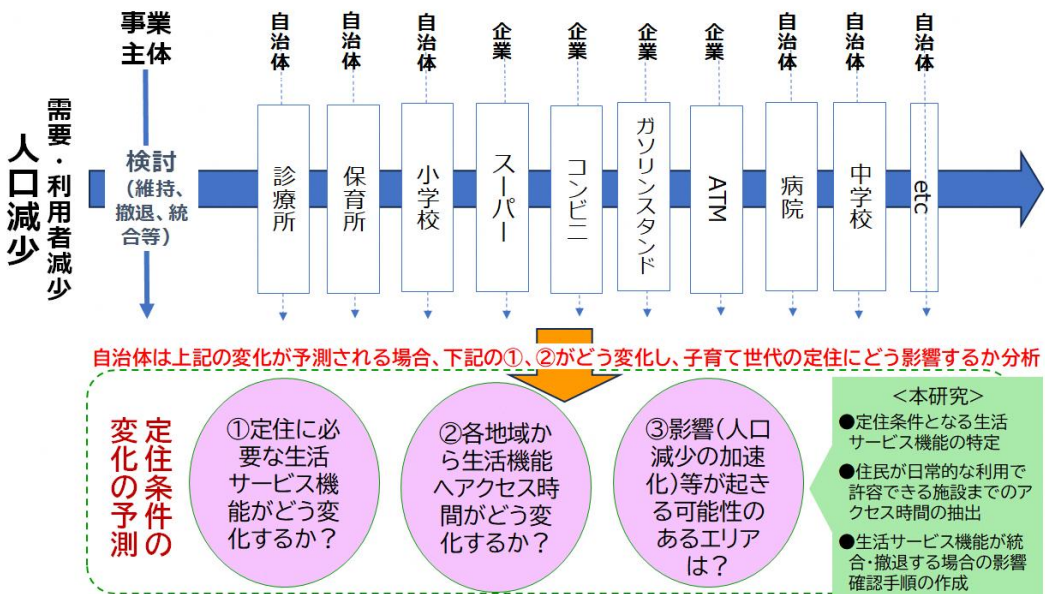 人口減少
需要・利用者減少
事業
主体
検討
（維持、
撤退、統
合等）
自治体
診療所
自治体
保育所
自治体
小学校
企業
スーパー
企業
コンビニ
企業
ガソリンスタンド
企業
ATM
自治体
病院
自治体
中学校
自治体
etc
自治体は上記の変化が予測される場合、下記の①、②がどう変化し、子育て世代の定住にどう影響するか分析
定住条件の
変化の予測
①定住に必
要な生活
サービス機
能がどう変
化するか？
②各地域か
ら生活機能
へアクセス時
間がどう変
化するか？
③影響（人口
減少の加速
化）等が起き
る可能性の
あるエリア
は？
＜本研究＞
●定住条件となる生活
サービス機能の特定
●住民が日常的な利用で
許容できる施設までのア
クセス時間の抽出
●生活サービス機能が統
合・撤退する場合の影響
確認手順の作成